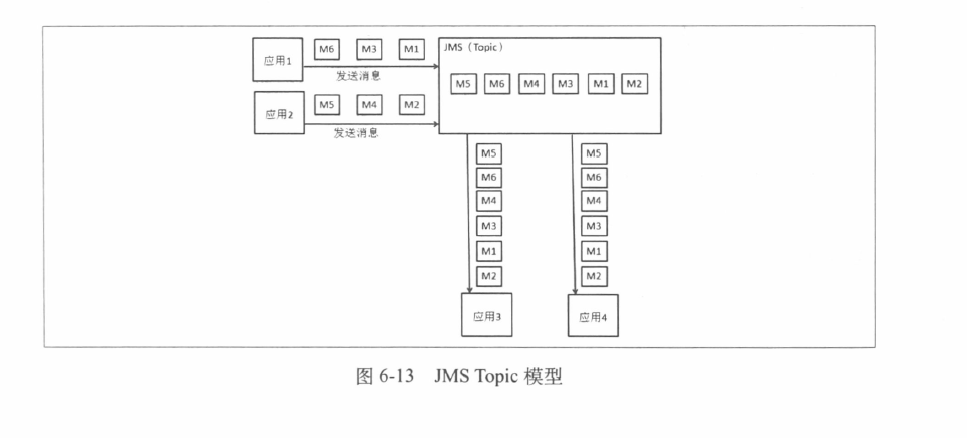 应用1
M6 M3 M1
发送消息
应用2
M5 M4 M2
发送消息
JMS（Topic）
M5 M6 M4 M3 M1 M2
M5
M6
M4
M3
M1
M2
应用3
M5
M6
M4
M3
M1
M2
应用4
图 6-13 JMS Topic 模型